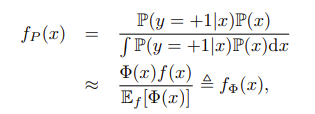 f_P(x) = ℙ(y = +1|x)ℙ(x) / ∫ ℙ(y = +1|x)ℙ(x)dx
≈ Φ(x)f(x) / 𝔼_f[Φ(x)] ≜ f_Φ(x),